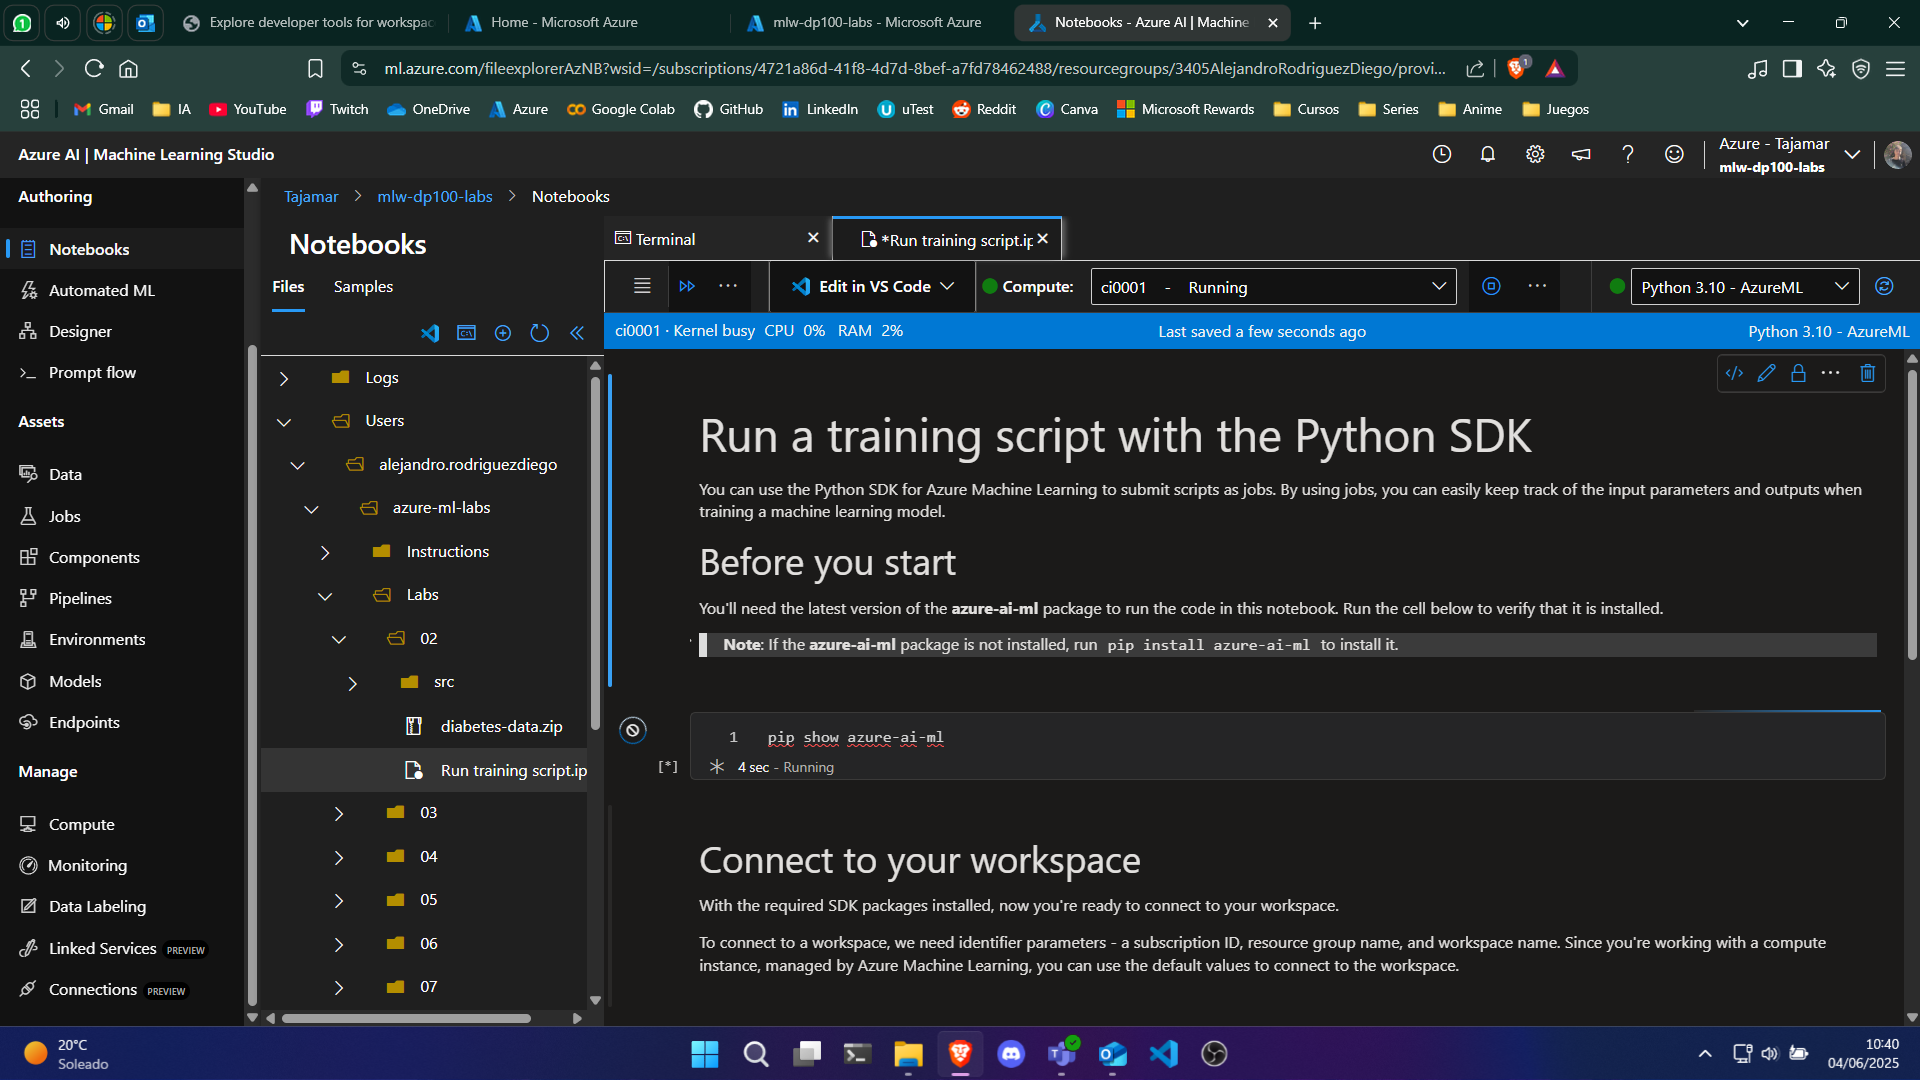 Explore developer tools for workspac
Home - Microsoft Azure
mlw-dp100-labs - Microsoft Azure
Notebooks - Azure AI | Machine
ml.azure.com/fileexplorerAzNB?wsid=/subscriptions/4721a86d-41f8-4d7d-8bef-a7fd78462488/resourcegroups/3405AlejandroRodriguezDiego/provi...
1
Gmail
IA
YouTube
Twitch
OneDrive
Azure
Google Colab
GitHub
LinkedIn
uTest
Reddit
Canva
Microsoft Rewards
Cursos
Series
Anime
Juegos
Azure AI | Machine Learning Studio
Azure - Tajamar
mlw-dp100-labs
Authoring
Notebooks
Automated ML
Designer
Prompt flow
Assets
Data
Jobs
Components
Pipelines
Environments
Models
Endpoints
Manage
Compute
Monitoring
Data Labeling
Linked Services PREVIEW
Connections PREVIEW
Tajamar > mlw-dp100-labs > Notebooks
Notebooks
Files
Samples
Logs
Users
alejandro.rodriguezdiego
azure-ml-labs
Instructions
Labs
02
src
diabetes-data.zip
Run training script.ip
03
04
05
06
07
Terminal
*Run training script.ip
Edit in VS Code
Compute:
ci0001 - Running
Python 3.10 - AzureML
ci0001 · Kernel busy CPU 0% RAM 2%
Last saved a few seconds ago
Python 3.10 - AzureML
Run a training script with the Python SDK
You can use the Python SDK for Azure Machine Learning to submit scripts as jobs. By using jobs, you can easily keep track of the input parameters and outputs when
training a machine learning model.
Before you start
You'll need the latest version of the azure-ai-ml package to run the code in this notebook. Run the cell below to verify that it is installed.
Note: If the azure-ai-ml package is not installed, run pip install azure-ai-ml to install it.
1 pip show azure-ai-ml
[*]
4 sec - Running
Connect to your workspace
With the required SDK packages installed, now you're ready to connect to your workspace.
To connect to a workspace, we need identifier parameters - a subscription ID, resource group name, and workspace name. Since you're working with a compute
instance, managed by Azure Machine Learning, you can use the default values to connect to the workspace.
20°C
Soleado
10:40
04/06/2025